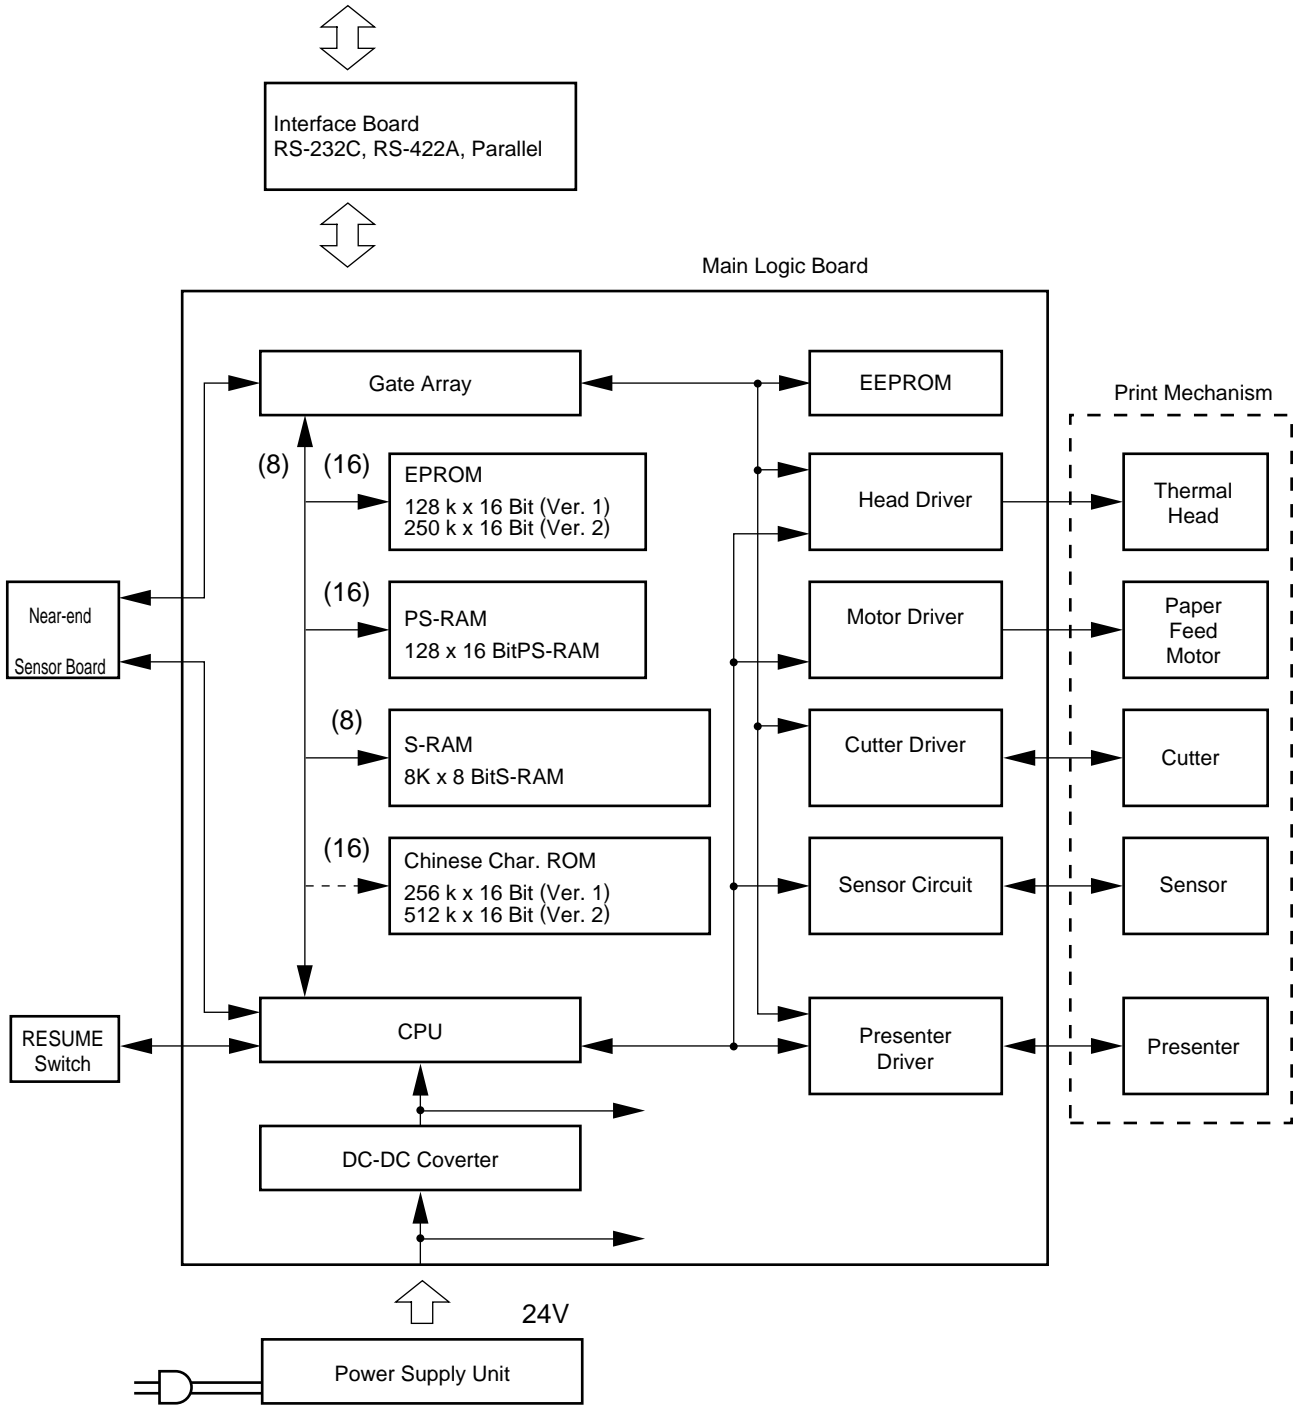 Interface Board
RS-232C, RS-422A, Parallel
Main Logic Board
Gate Array
EEPROM
Print Mechanism
(8)
(16)
EPROM
128 k x 16 Bit (Ver. 1)
250 k x 16 Bit (Ver. 2)
Head Driver
Thermal
Head
Near-end
Sensor Board
(16)
PS-RAM
128 x 16 BitPS-RAM
Motor Driver
Paper
Feed
Motor
(8)
S-RAM
8K x 8 BitS-RAM
Cutter Driver
Cutter
(16)
Chinese Char. ROM
256 k x 16 Bit (Ver. 1)
512 k x 16 Bit (Ver. 2)
Sensor Circuit
Sensor
RESUME
Switch
CPU
Presenter
Driver
Presenter
DC-DC Coverter
24V
Power Supply Unit